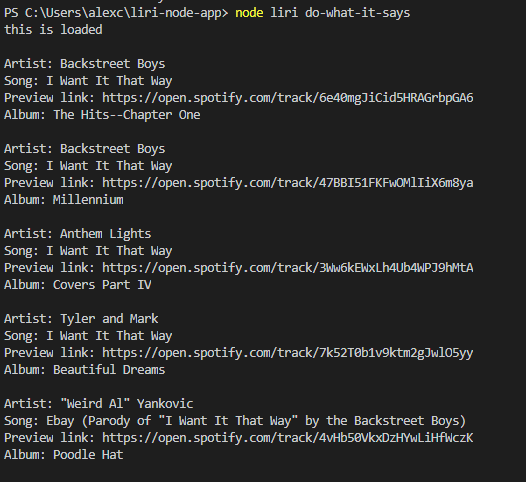 PS C:\Users\alexc\liri-node-app> node liri do-what-it-says
this is loaded
Artist: Backstreet Boys
Song: I Want It That Way
Preview link: https://open.spotify.com/track/6e40mgJiCid5HRAGrbpGA6
Album: The Hits--Chapter One
Artist: Backstreet Boys
Song: I Want It That Way
Preview link: https://open.spotify.com/track/47BBI51FKFwOMlIiX6m8ya
Album: Millennium
Artist: Anthem Lights
Song: I Want It That Way
Preview link: https://open.spotify.com/track/3Ww6kEWxLh4Ub4WPJ9hMtA
Album: Covers Part IV
Artist: Tyler and Mark
Song: I Want It That Way
Preview link: https://open.spotify.com/track/7k52T0b1v9ktm2gJwlO5yy
Album: Beautiful Dreams
Artist: "Weird Al" Yankovic
Song: Ebay (Parody of "I Want It That Way" by the Backstreet Boys)
Preview link: https://open.spotify.com/track/4vHb50VkxDzHYwLiHfWczK
Album: Poodle Hat